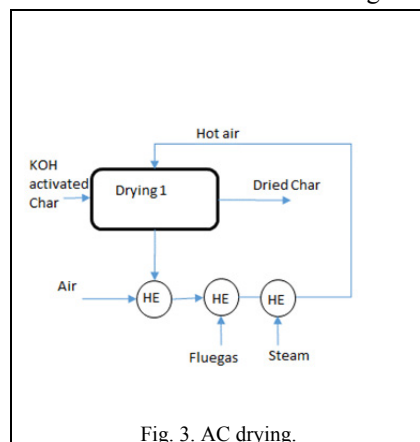 Hot air
KOH
activated
Char
Drying 1
Dried Char
Air
HE
HE
HE
Fluegas
Steam
Fig. 3. AC drying.